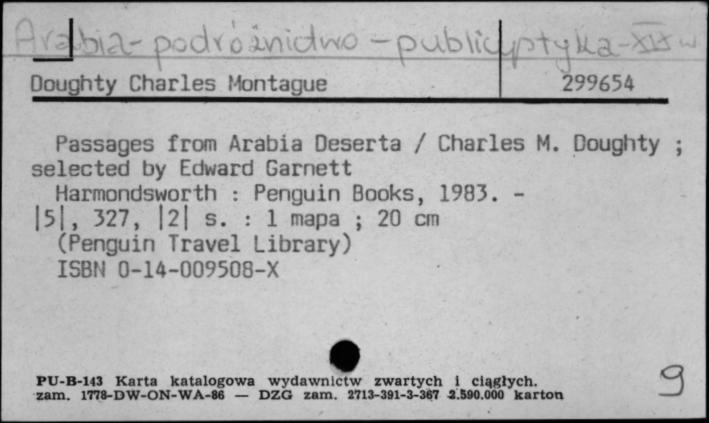 Arabia - podróżnictwo - publicystyka - XIX w
Doughty Charles Montague 299654
Passages from Arabia Deserta / Charles M. Doughty ;
selected by Edward Garnett
Harmondsworth : Penguin Books, 1983. -
|5|, 327, |2| s. : 1 mapa ; 20 cm
(Penguin Travel Library)
ISBN 0-14-009508-X
PU-B-143 Karta katalogowa wydawnictw zwartych i ciągłych.
zam. 1778-DW-ON-WA-86 — DZG zam. 2713-391-3-367 2.590.000 karton
9